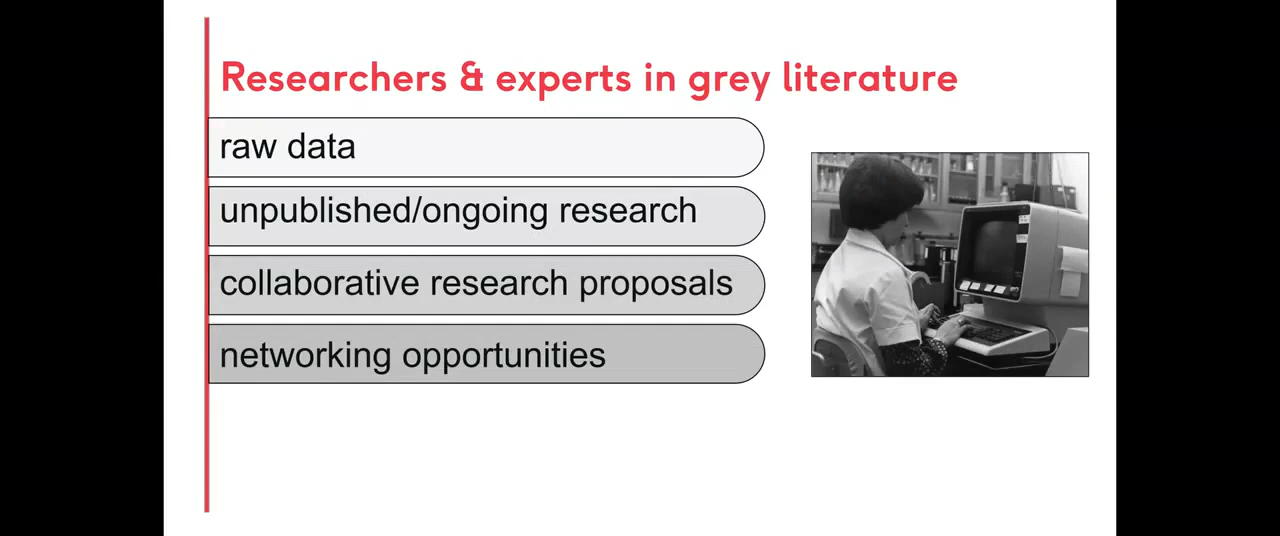 Researchers & experts in grey literature
raw data
unpublished/ongoing research
collaborative research proposals
networking opportunities